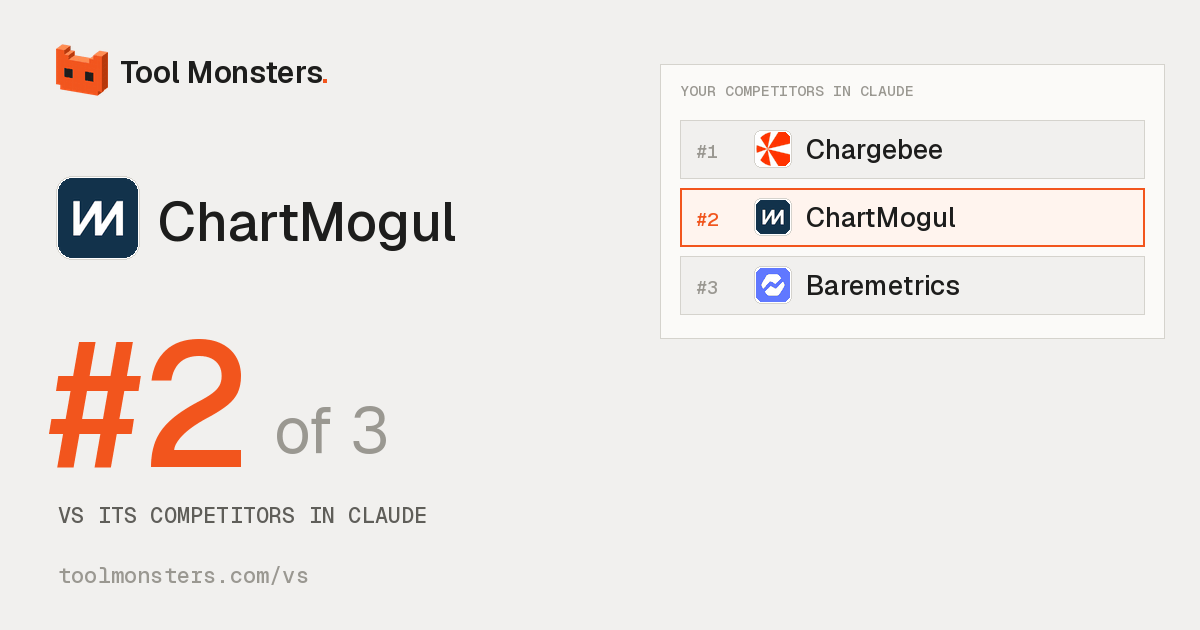 Tool Monsters.
ChartMogul
#2 of 3
VS ITS COMPETITORS IN CLAUDE
toolmonsters.com/vs
YOUR COMPETITORS IN CLAUDE
#1 Chargebee
#2 ChartMogul
#3 Baremetrics